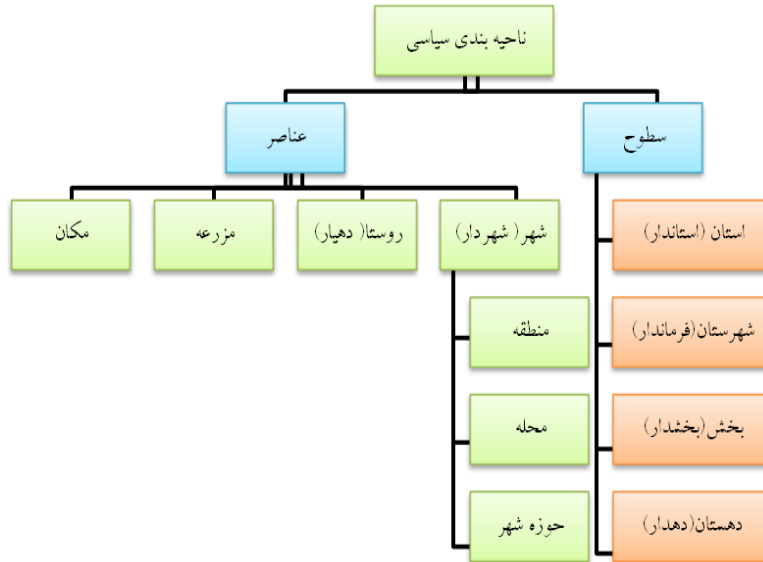 ناحیه بندی سیاسی
سطوح
عناصر
استان (استاندار)
شهر( شهردار)
روستا( دهیار)
مزرعه
مکان
شهرستان(فرماندار)
منطقه
بخش(بخشدار)
محله
دهستان(دهدار)
حوزه شهر